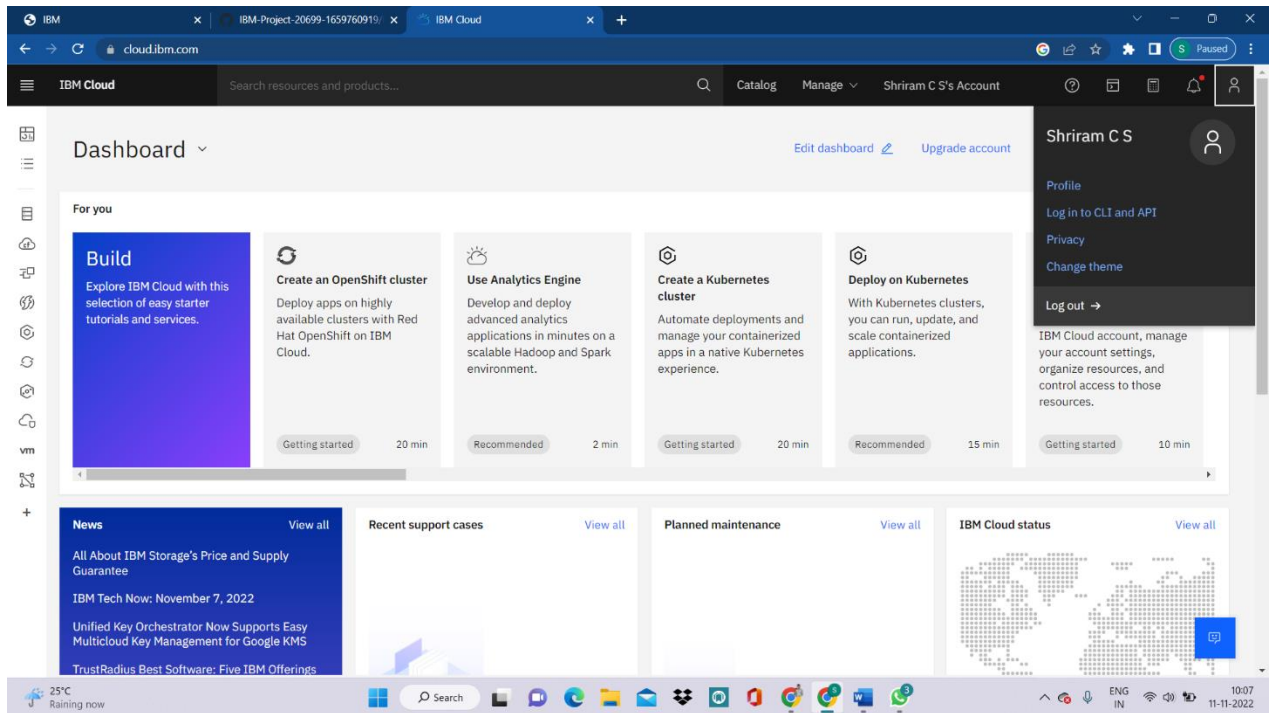 IBM
IBM-Project-20699-1659760919/
IBM Cloud
cloud.ibm.com
S Paused
IBM Cloud
Search resources and products...
Catalog
Manage
Shriram C S's Account
Dashboard
Edit dashboard
Upgrade account
Shriram C S
Profile
Log in to CLI and API
Privacy
Change theme
Log out →
For you
Build
Explore IBM Cloud with this
selection of easy starter
tutorials and services.
Create an OpenShift cluster
Deploy apps on highly
available clusters with Red
Hat OpenShift on IBM
Cloud.
Getting started
20 min
Use Analytics Engine
Develop and deploy
advanced analytics
applications in minutes on a
scalable Hadoop and Spark
environment.
Recommended
2 min
Create a Kubernetes
cluster
Automate deployments and
manage your containerized
apps in a native Kubernetes
experience.
Getting started
20 min
Deploy on Kubernetes
With Kubernetes clusters,
you can run, update, and
scale containerized
applications.
Recommended
15 min
IBM Cloud account, manage
your account settings,
organize resources, and
control access to those
resources.
Getting started
10 min
vm
News
View all
All About IBM Storage's Price and Supply
Guarantee
IBM Tech Now: November 7, 2022
Unified Key Orchestrator Now Supports Easy
Multicloud Key Management for Google KMS
TrustRadius Best Software: Five IBM Offerings
Recent support cases
View all
Planned maintenance
View all
IBM Cloud status
View all
25°C
Raining now
Search
ENG
IN
10:07
11-11-2022